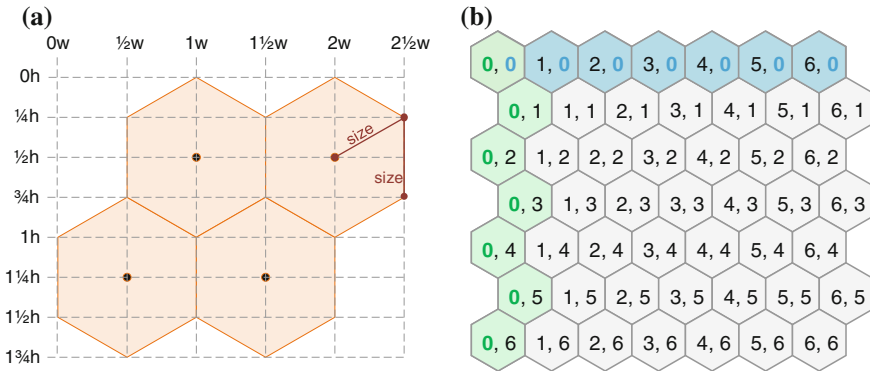 (a)
0w ½w 1w 1½w 2w 2½w
0h
¼h
size
½h
size
¾h
1h
1¼h
1½h
1¾h
(b)
0, 0 1, 0 2, 0 3, 0 4, 0 5, 0 6, 0
0, 1 1, 1 2, 1 3, 1 4, 1 5, 1 6, 1
0, 2 1, 2 2, 2 3, 2 4, 2 5, 2 6, 2
0, 3 1, 3 2, 3 3, 3 4, 3 5, 3 6, 3
0, 4 1, 4 2, 4 3, 4 4, 4 5, 4 6, 4
0, 5 1, 5 2, 5 3, 5 4, 5 5, 5 6, 5
0, 6 1, 6 2, 6 3, 6 4, 6 5, 6 6, 6